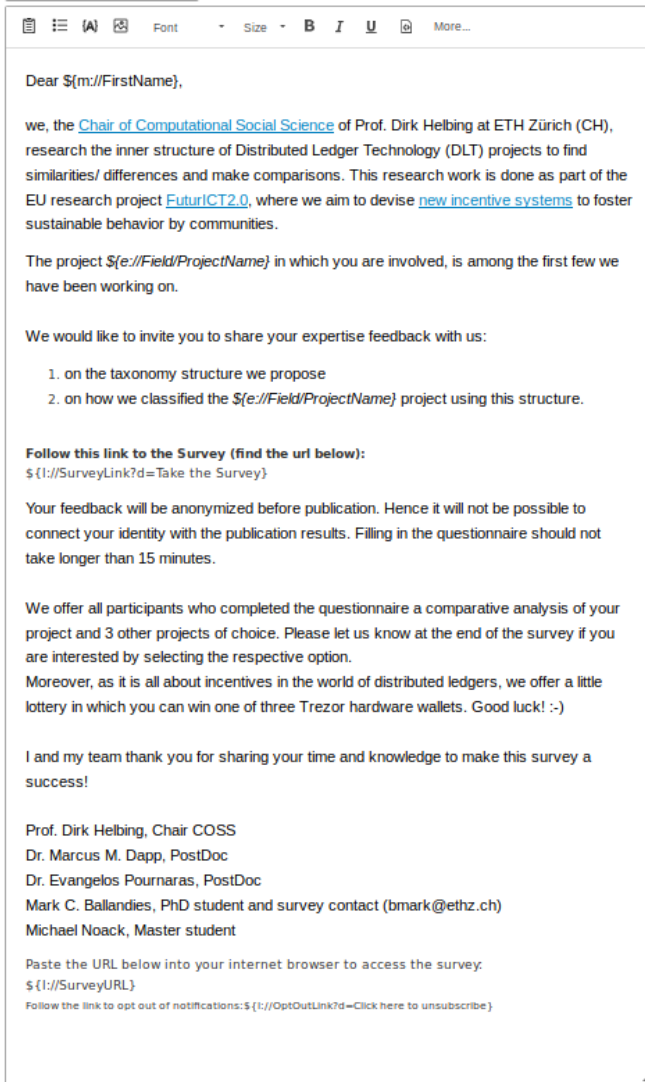 Font Size B I U More...
Dear ${m://FirstName},
we, the Chair of Computational Social Science of Prof. Dirk Helbing at ETH Zürich (CH),
research the inner structure of Distributed Ledger Technology (DLT) projects to find
similarities/ differences and make comparisons. This research work is done as part of the
EU research project FuturICT2.0, where we aim to devise new incentive systems to foster
sustainable behavior by communities.
The project ${e://Field/ProjectName} in which you are involved, is among the first few we
have been working on.
We would like to invite you to share your expertise feedback with us:
1. on the taxonomy structure we propose
2. on how we classified the ${e://Field/ProjectName} project using this structure.
Follow this link to the Survey (find the url below):
${l://SurveyLink?d=Take the Survey}
Your feedback will be anonymized before publication. Hence it will not be possible to
connect your identity with the publication results. Filling in the questionnaire should not
take longer than 15 minutes.
We offer all participants who completed the questionnaire a comparative analysis of your
project and 3 other projects of choice. Please let us know at the end of the survey if you
are interested by selecting the respective option.
Moreover, as it is all about incentives in the world of distributed ledgers, we offer a little
lottery in which you can win one of three Trezor hardware wallets. Good luck! :-)
I and my team thank you for sharing your time and knowledge to make this survey a
success!
Prof. Dirk Helbing, Chair COSS
Dr. Marcus M. Dapp, PostDoc
Dr. Evangelos Pournaras, PostDoc
Mark C. Ballandies, PhD student and survey contact (bmark@ethz.ch)
Michael Noack, Master student
Paste the URL below into your internet browser to access the survey:
${l://SurveyURL}
Follow the link to opt out of notifications:${l://OptOutLink?d=Click here to unsubscribe}